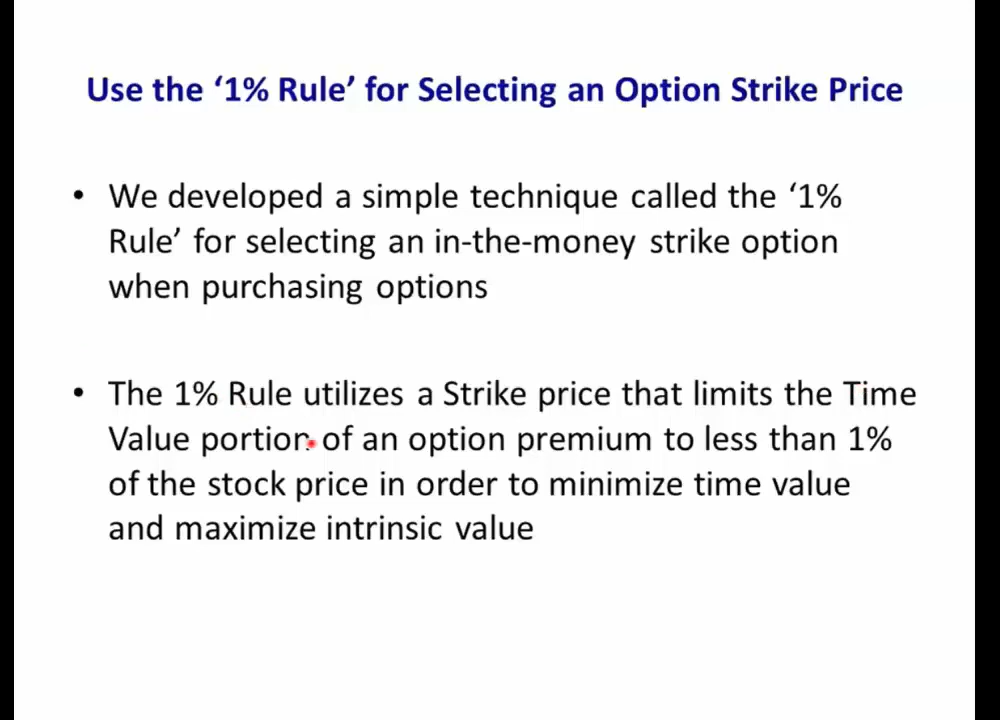 Use the ‘1% Rule’ for Selecting an Option Strike Price
• We developed a simple technique called the ‘1%
Rule’ for selecting an in-the-money strike option
when purchasing options
• The 1% Rule utilizes a Strike price that limits the Time
Value portion of an option premium to less than 1%
of the stock price in order to minimize time value
and maximize intrinsic value